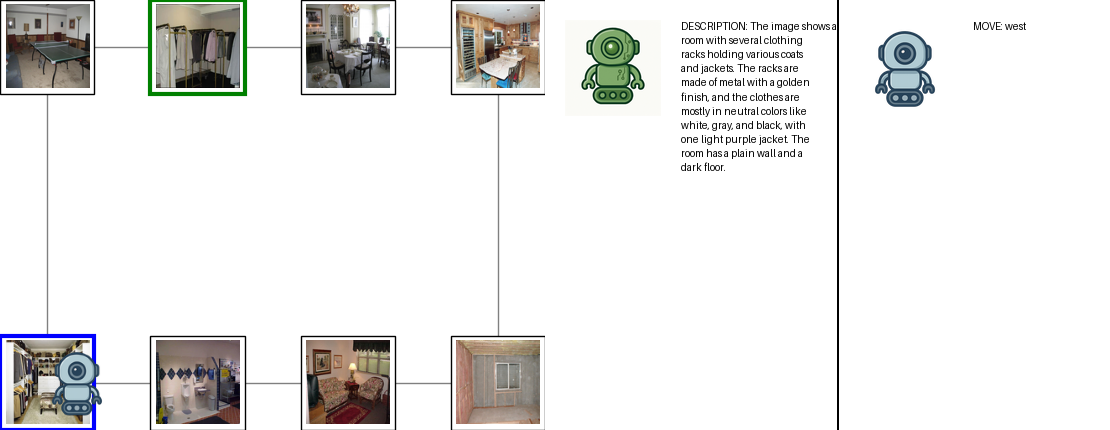 DESCRIPTION: The image shows a
room with several clothing
racks holding various coats
and jackets. The racks are
made of metal with a golden
finish, and the clothes are
mostly in neutral colors like
white, gray, and black, with
one light purple jacket. The
room has a plain wall and a
dark floor.
MOVE: west